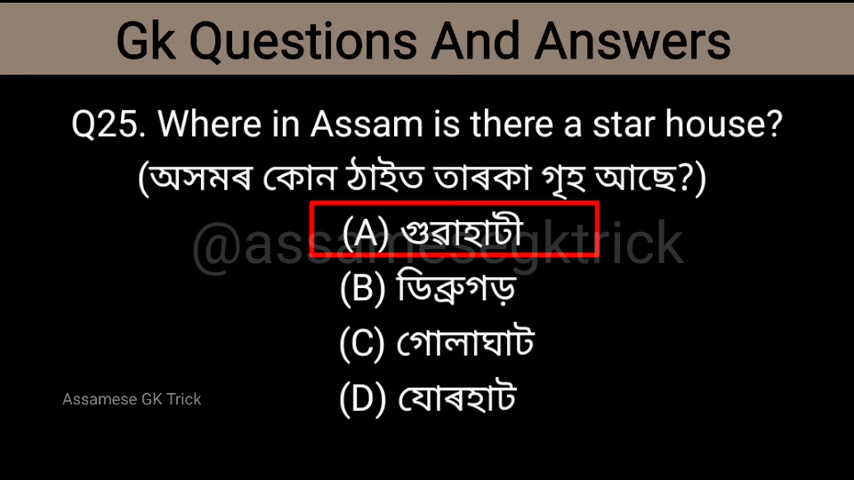 Gk Questions And Answers
Q25. Where in Assam is there a star house?
(অসমৰ কোন ঠাইত তাৰকা গৃহ আছে?)
(A) গুৱাহাটী
@assamesegktrick
(B) ডিব্ৰুগড়
(C) গোলাঘাট
Assamese GK Trick
(D) যোৰহাট